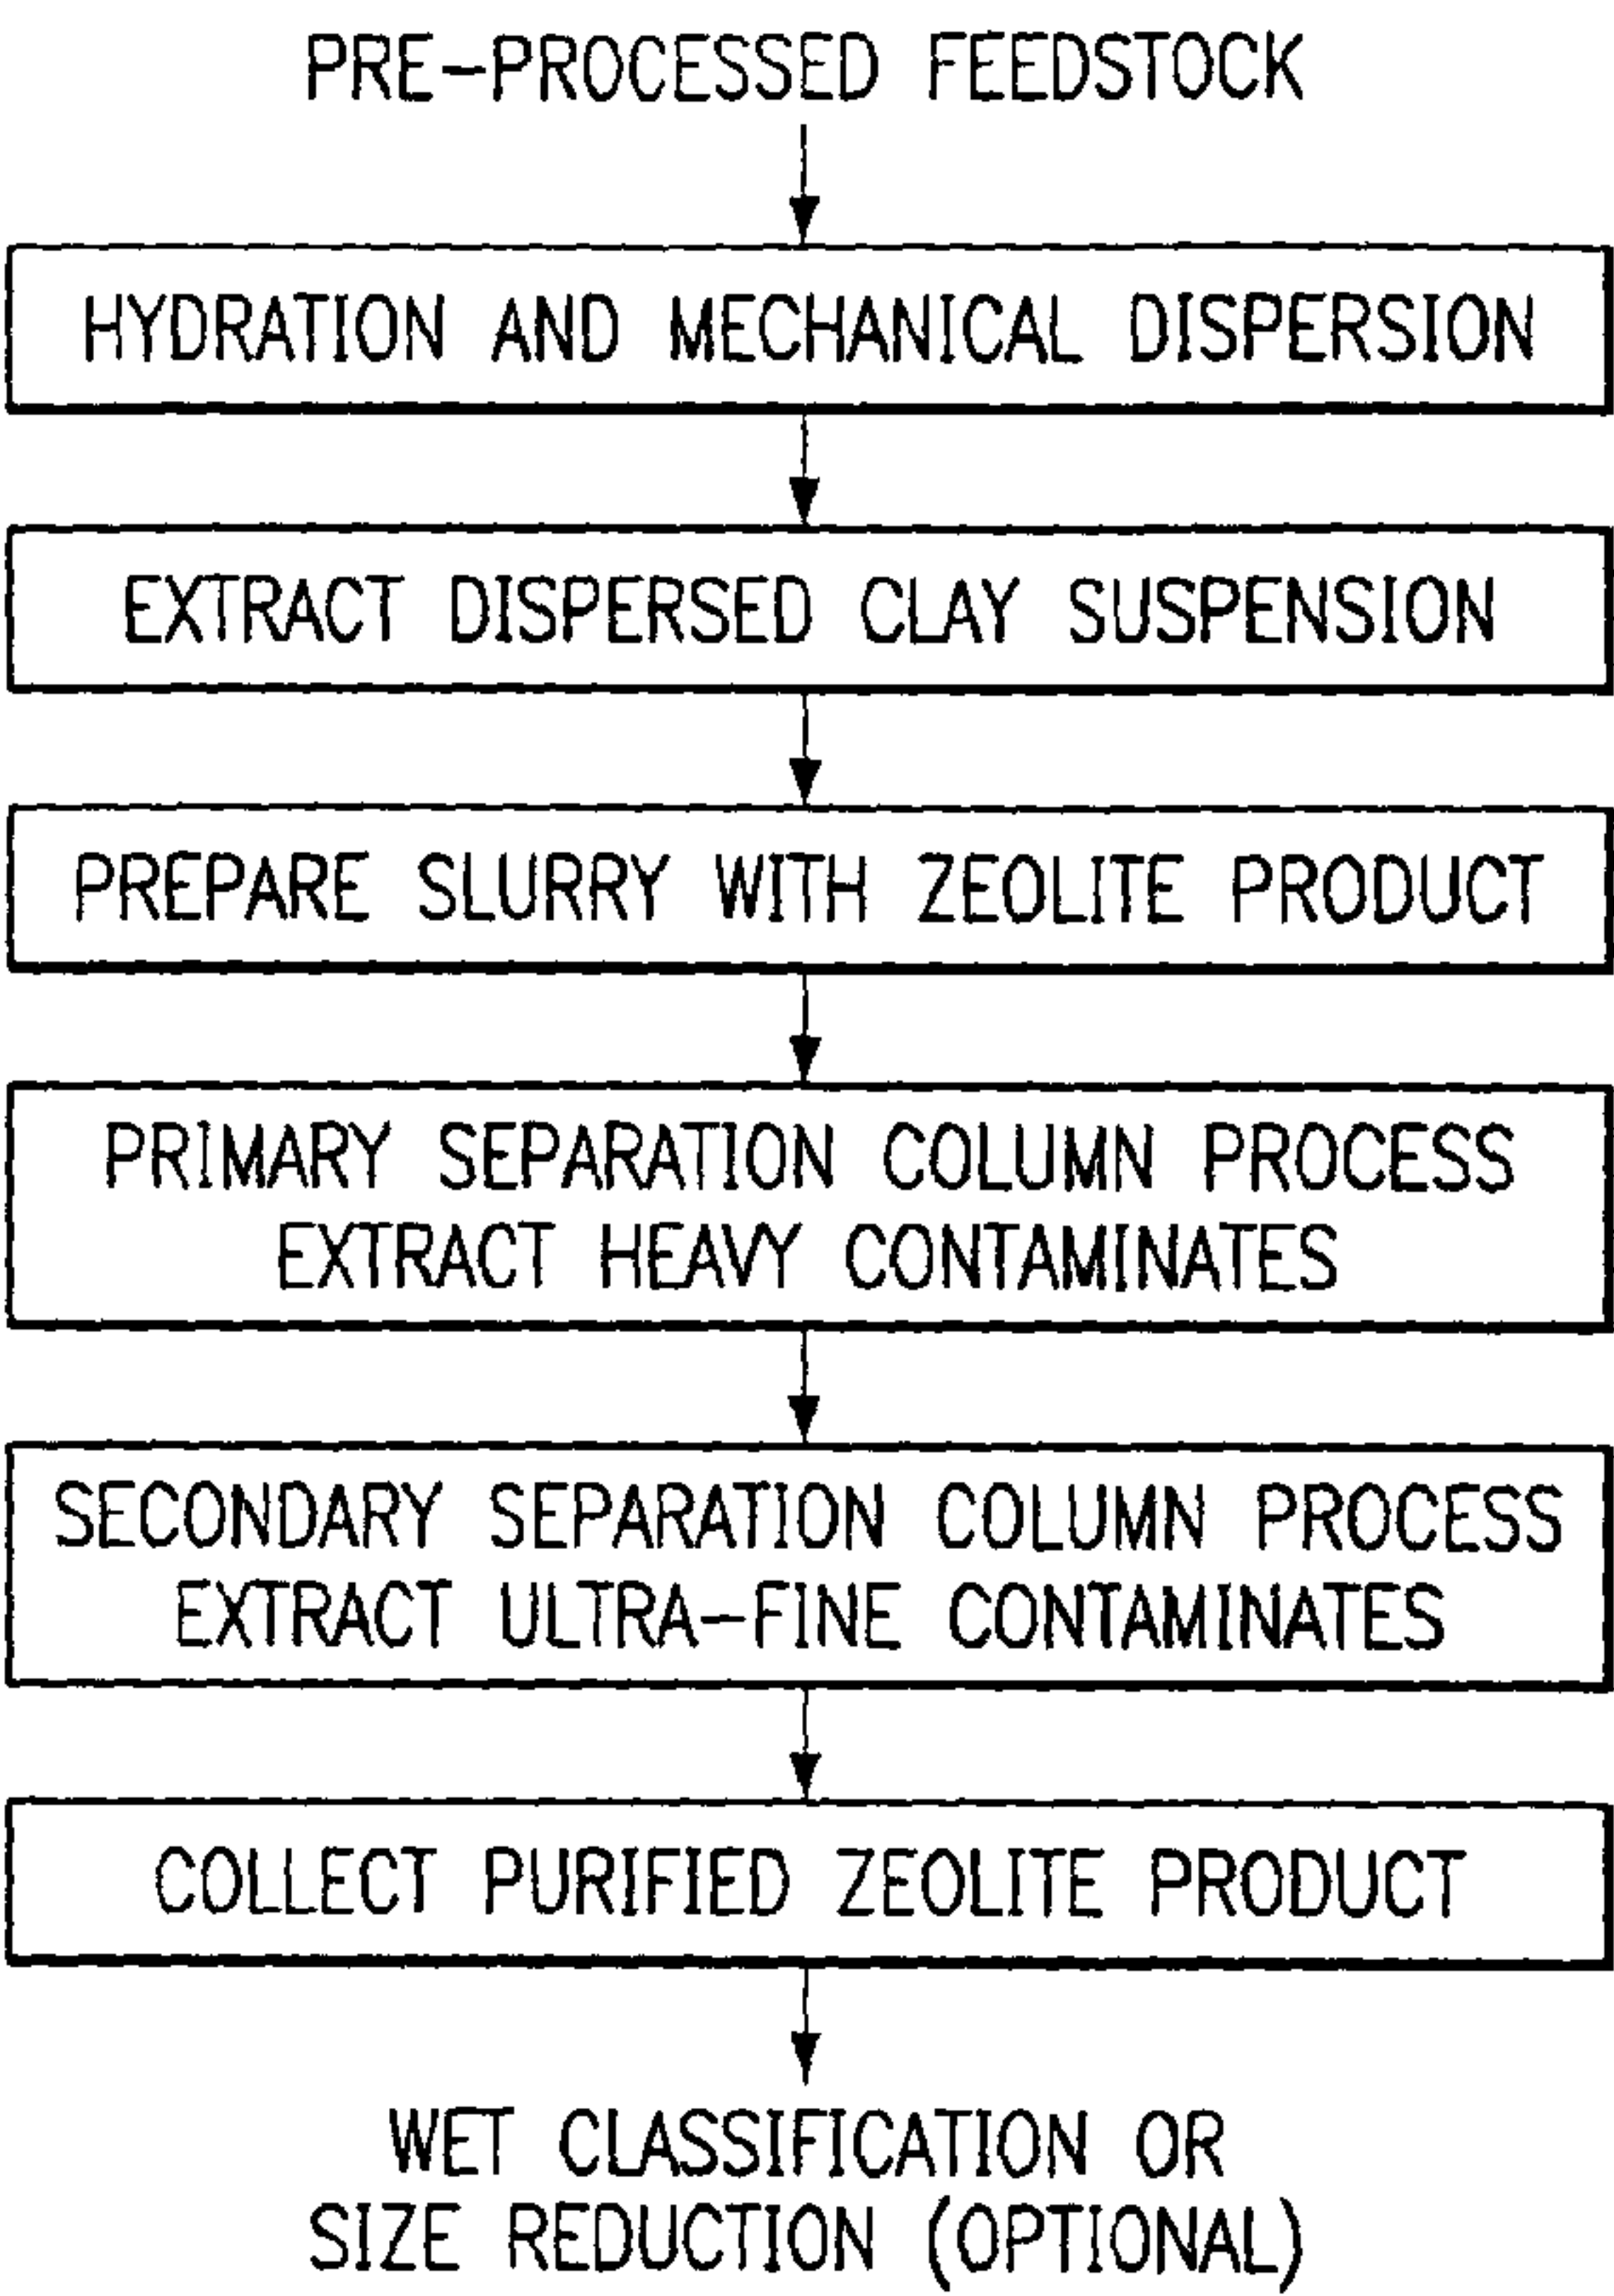 PRE-PROCESSED FEEDSTOCK
HYDRATION AND MECHANICAL DISPERSION
EXTRACT DISPERSED CLAY SUSPENSION
PREPARE SLURRY WITH ZEOLITE PRODUCT
PRIMARY SEPARATION COLUMN PROCESS
EXTRACT HEAVY CONTAMINATES
SECONDARY SEPARATION COLUMN PROCESS
EXTRACT ULTRA-FINE CONTAMINATES
COLLECT PURIFIED ZEOLITE PRODUCT
WET CLASSIFICATION OR
SIZE REDUCTION (OPTIONAL)